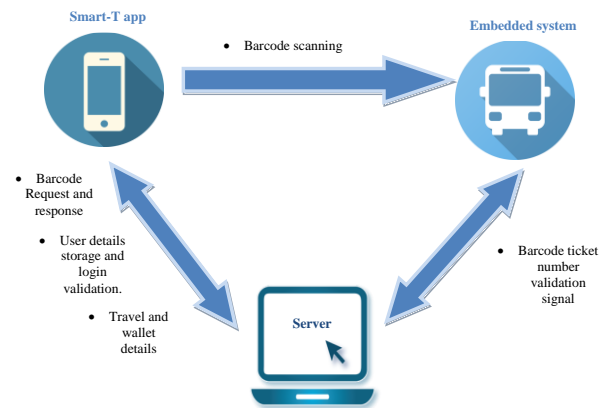 Smart-T app
Embedded system
• Barcode scanning
• Barcode
Request and
response
• User details
storage and
login
validation.
• Travel and
wallet
details
• Barcode ticket
number
validation
signal
Server